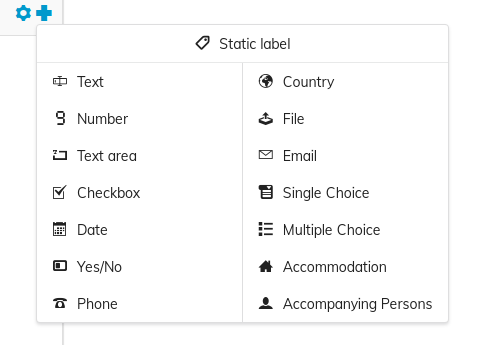 Static label
Text
Number
Text area
Checkbox
Date
Yes/No
Phone
Country
File
Email
Single Choice
Multiple Choice
Accommodation
Accompanying Persons